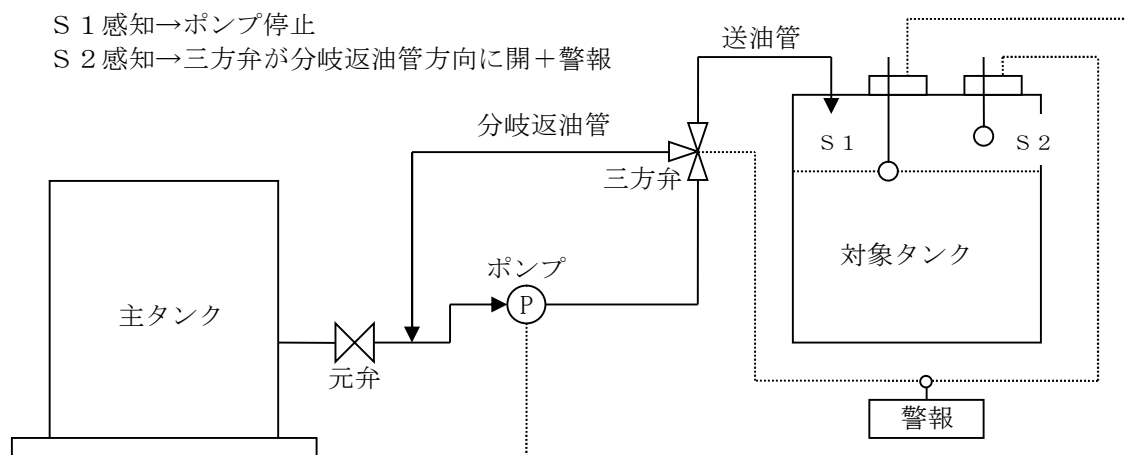 Ｓ１感知→ポンプ停止
Ｓ２感知→三方弁が分岐返油管方向に開＋警報
送油管
分岐返油管
Ｓ１
Ｓ２
三方弁
対象タンク
ポンプ
Ｐ
主タンク
元弁
警報